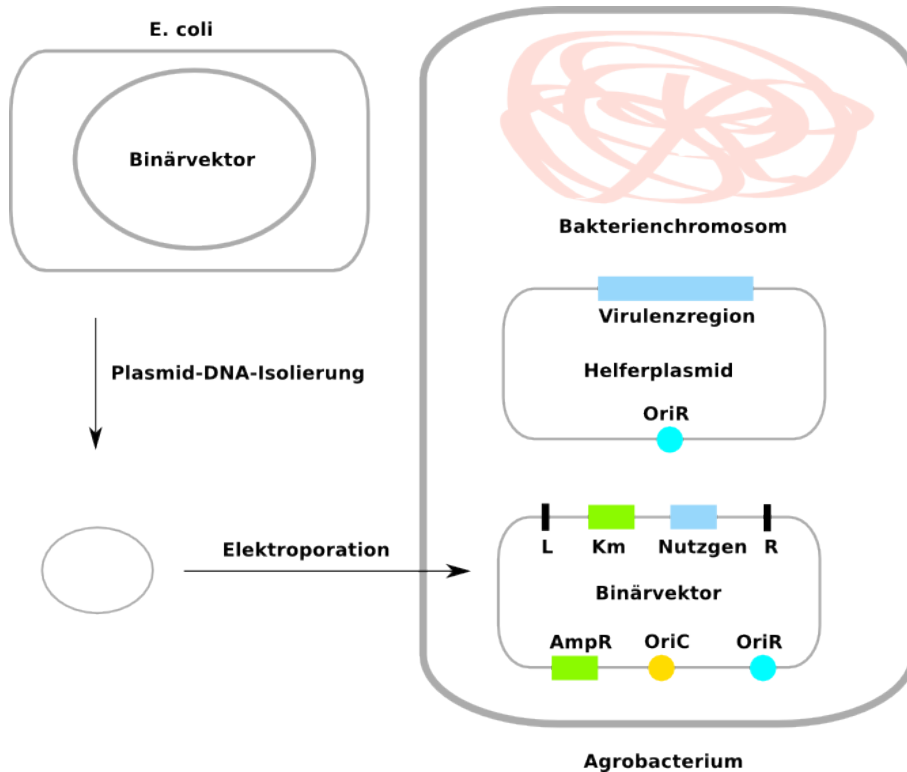 E. coli
Binärvektor
Plasmid-DNA-Isolierung
Elektroporation
Bakterienchromosom
Virulenzregion
Helferplasmid
OriR
L Km Nutzgen R
Binärvektor
AmpR OriC OriR
Agrobacterium